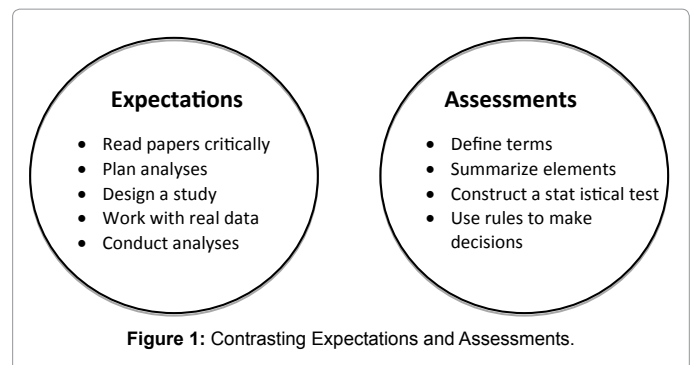 Expectations
• Read papers critically
• Plan analyses
• Design a study
• Work with real data
• Conduct analyses
Assessments
• Define terms
• Summarize elements
• Construct a stat istical test
• Use rules to make
decisions
Figure 1: Contrasting Expectations and Assessments.